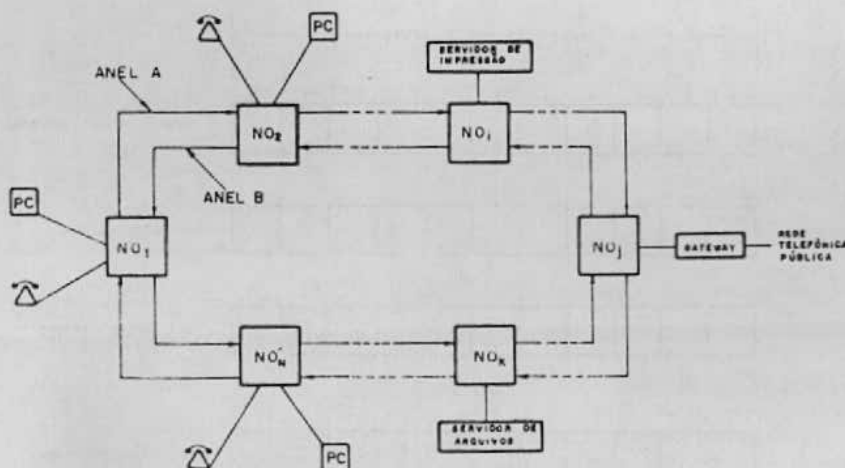 PC
SERVIDOR DE
IMPRESSÃO
ANEL A
NO2
NOi
ANEL B
PC
NO1
NOj
GATEWAY
REDE
TELEFÔNICA
PÚBLICA
NON
NOK
PC
SERVIDOR DE
ARQUIVOS